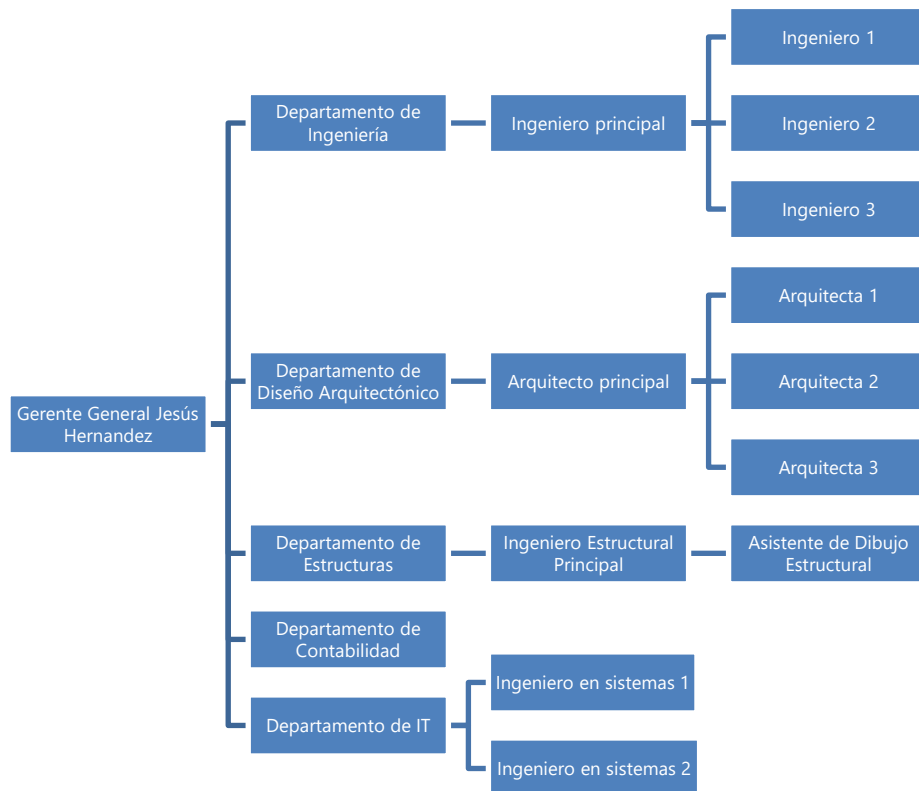 Gerente General Jesús
Hernandez
Departamento de
Ingeniería
Ingeniero principal
Ingeniero 1
Ingeniero 2
Ingeniero 3
Departamento de
Diseño Arquitectónico
Arquitecto principal
Arquitecta 1
Arquitecta 2
Arquitecta 3
Departamento de
Estructuras
Ingeniero Estructural
Principal
Asistente de Dibujo
Estructural
Departamento de
Contabilidad
Departamento de IT
Ingeniero en sistemas 1
Ingeniero en sistemas 2